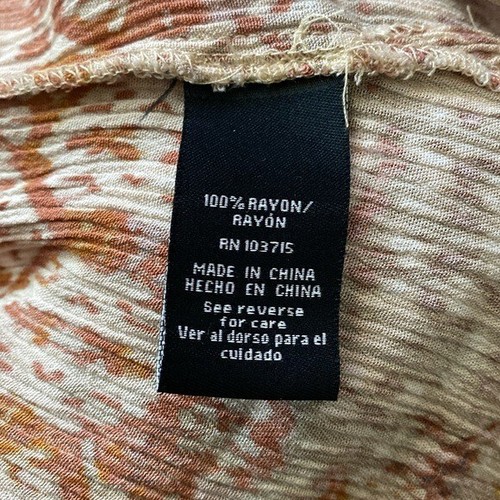 100% RAYON/
RAYÓN
RN 103715
MADE IN CHINA
HECHO EN CHINA
See reverse
for care
Ver al dorso para el
cuidado